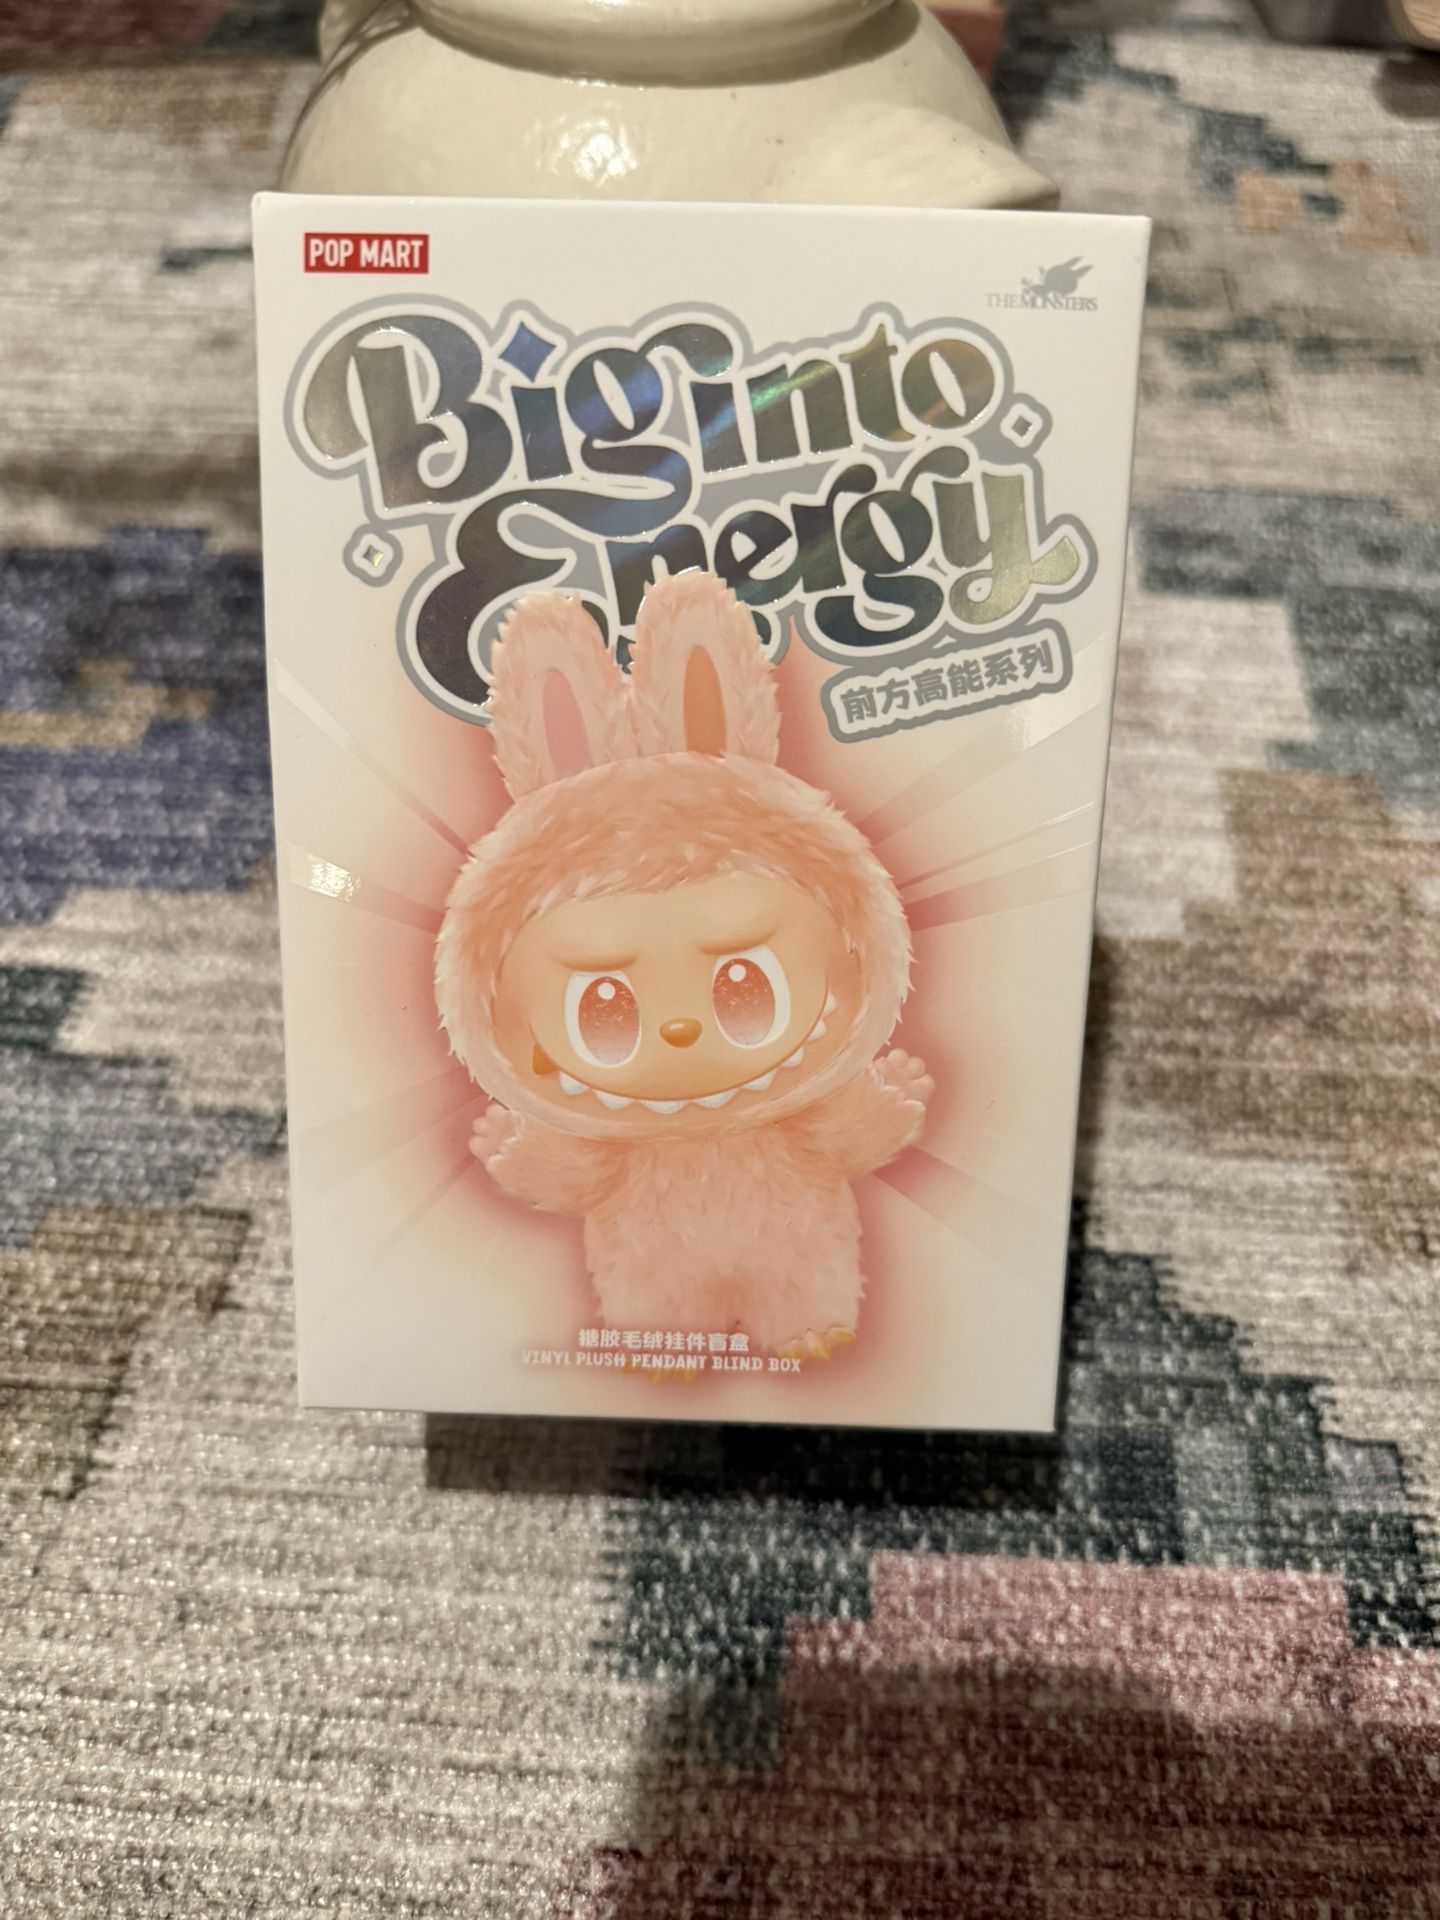 POP MART
THE MONSTERS
Big into
Energy
前方高能系列
搪胶毛绒挂件盲盒
VINYL PLUSH PENDANT BLIND BOX